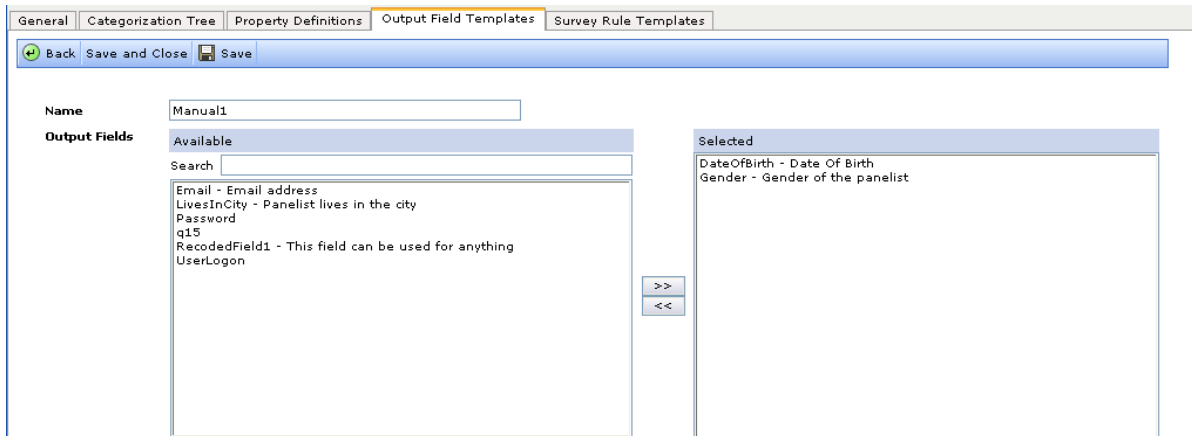 General Categorization Tree Property Definitions Output Field Templates Survey Rule Templates
Back Save and Close Save
Name Manual1
Output Fields Available Selected
Search
Email - Email address
LivesInCity - Panelist lives in the city
Password
q15
RecodedField1 - This field can be used for anything
UserLogon
>>
<<
DateOfBirth - Date Of Birth
Gender - Gender of the panelist